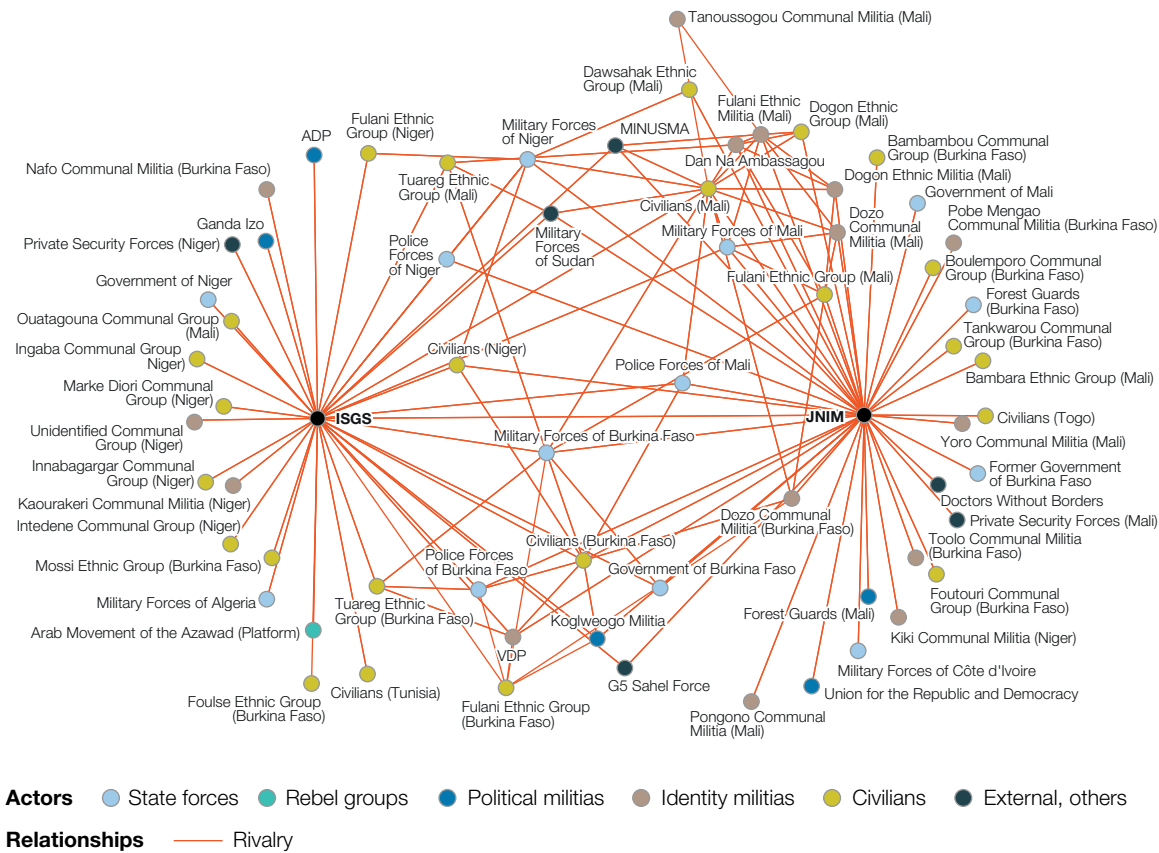 Tanoussogou Communal Militia (Mali)
Dawsahak Ethnic
Group (Mali)
Fulani Ethnic
Militia (Mali)
Dogon Ethnic
Group (Mali)
Fulani Ethnic
Group (Niger)
ADP
Military Forces
of Niger
MINUSMA
Bambambou Communal
Group (Burkina Faso)
Nafo Communal Militia (Burkina Faso)
Tuareg Ethnic
Group (Mali)
Dan Na Ambassagou
Dogon Ethnic Militia (Mali)
Government of Mali
Civilians (Mali)
Pobe Mengao
Communal Militia (Burkina Faso)
Ganda Izo
Private Security Forces (Niger)
Police
Forces
of Niger
Military
Forces
of Sudan
Military Forces of Mali
Dozo
Communal
Militia (Mali)
Boulemporo Communal
Group (Burkina Faso)
Fulani Ethnic Group (Mali)
Government of Niger
Forest Guards
(Burkina Faso)
Ouatagouna Communal Group
(Mali)
Tankwarou Communal
Group (Burkina Faso)
Ingaba Communal Group
Niger)
Civilians (Niger)
Police Forces of Mali
Bambara Ethnic Group (Mali)
Marke Diori Communal
Group (Niger)
ISGS
JNIM
Civilians (Togo)
Unidentified Communal
Group (Niger)
Military Forces of Burkina Faso
Yoro Communal Militia (Mali)
Innabagargar Communal
Group (Niger)
Former Government
of Burkina Faso
Kaourakeri Communal Militia (Niger)
Doctors Without Borders
Intedene Communal Group (Niger)
Dozo Communal
Militia (Burkina Faso)
Private Security Forces (Mali)
Civilians (Burkina Faso)
Toolo Communal Militia
(Burkina Faso)
Mossi Ethnic Group (Burkina Faso)
Police Forces
of Burkina Faso
Government of Burkina Faso
Military Forces of Algeria
Tuareg Ethnic
Group (Burkina Faso)
Koglweogo Militia
Forest Guards (Mali)
Foutouri Communal
Group (Burkina Faso)
Arab Movement of the Azawad (Platform)
VDP
Kiki Communal Militia (Niger)
Military Forces of Côte d'Ivoire
Foulse Ethnic Group
(Burkina Faso)
Civilians (Tunisia)
Fulani Ethnic Group
(Burkina Faso)
G5 Sahel Force
Union for the Republic and Democracy
Pongono Communal
Militia (Mali)
Actors State forces Rebel groups Political militias Identity militias Civilians External, others
Relationships Rivalry